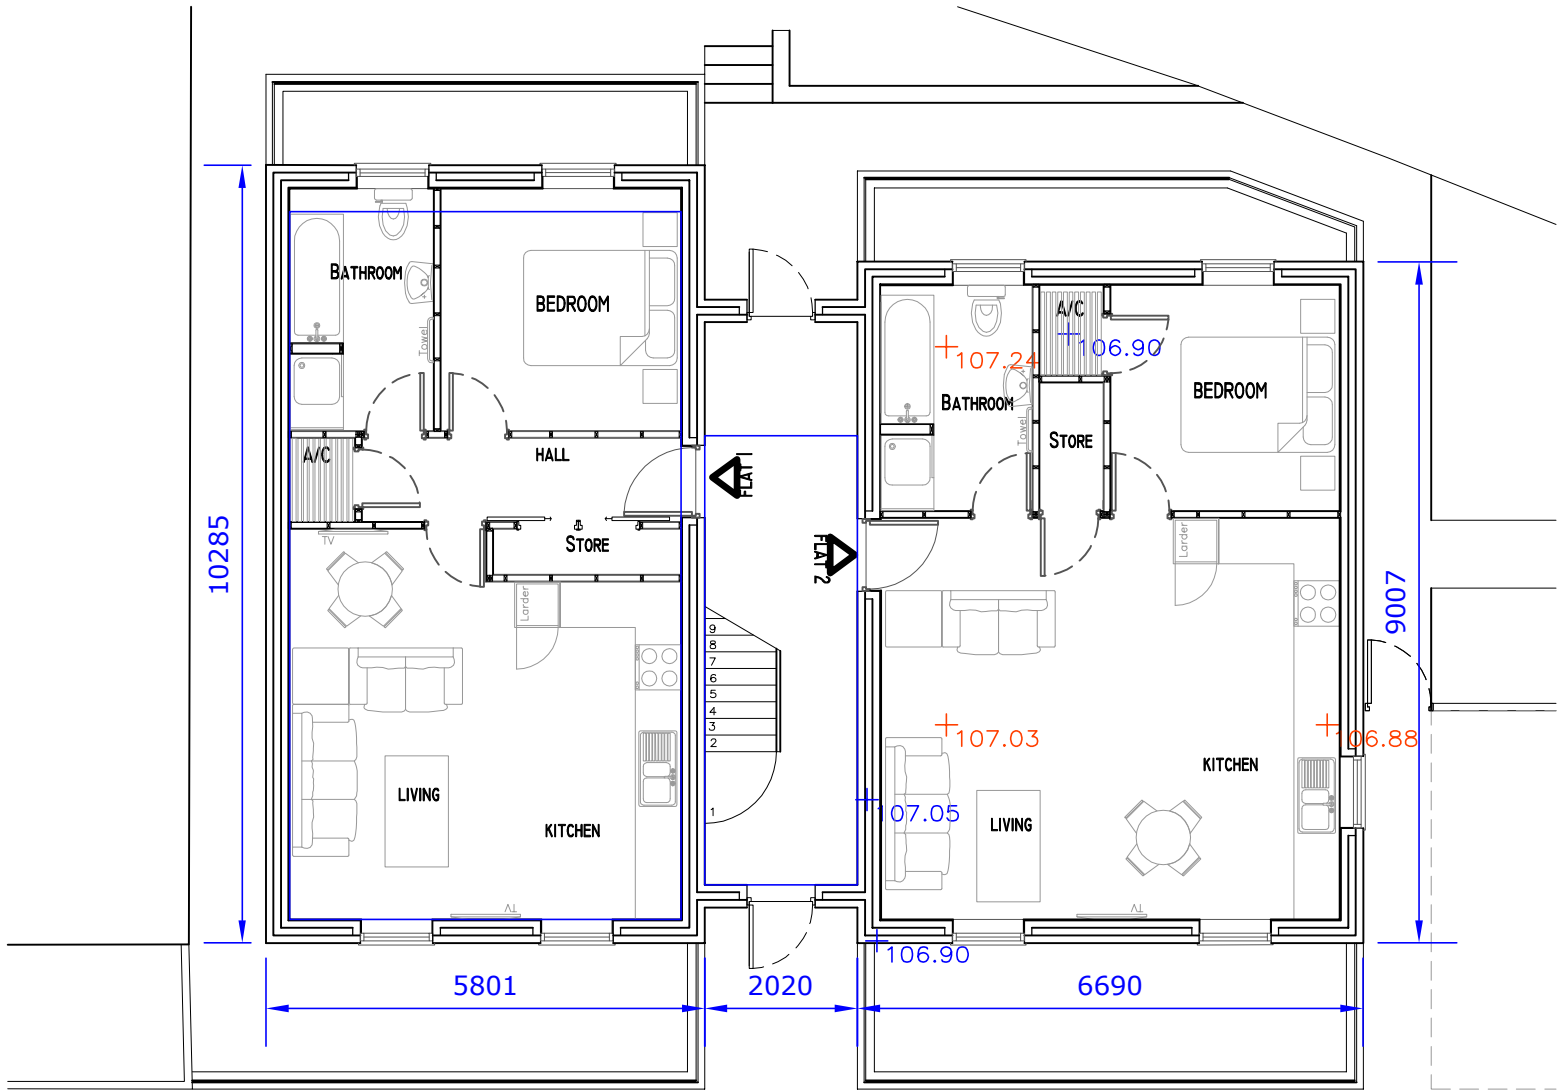 BATHROOM
BEDROOM
Towel
A/C
HALL
FLAT 1
STORE
TV
Larder
LIVING
KITCHEN
TV
9
8
7
6
5
4
3
2
1
10285
5801
2020
6690
9007
A/C
106.90
107.24
BATHROOM
BEDROOM
Towel
STORE
FLAT 2
Larder
107.03
106.88
KITCHEN
107.05
LIVING
TV
106.90